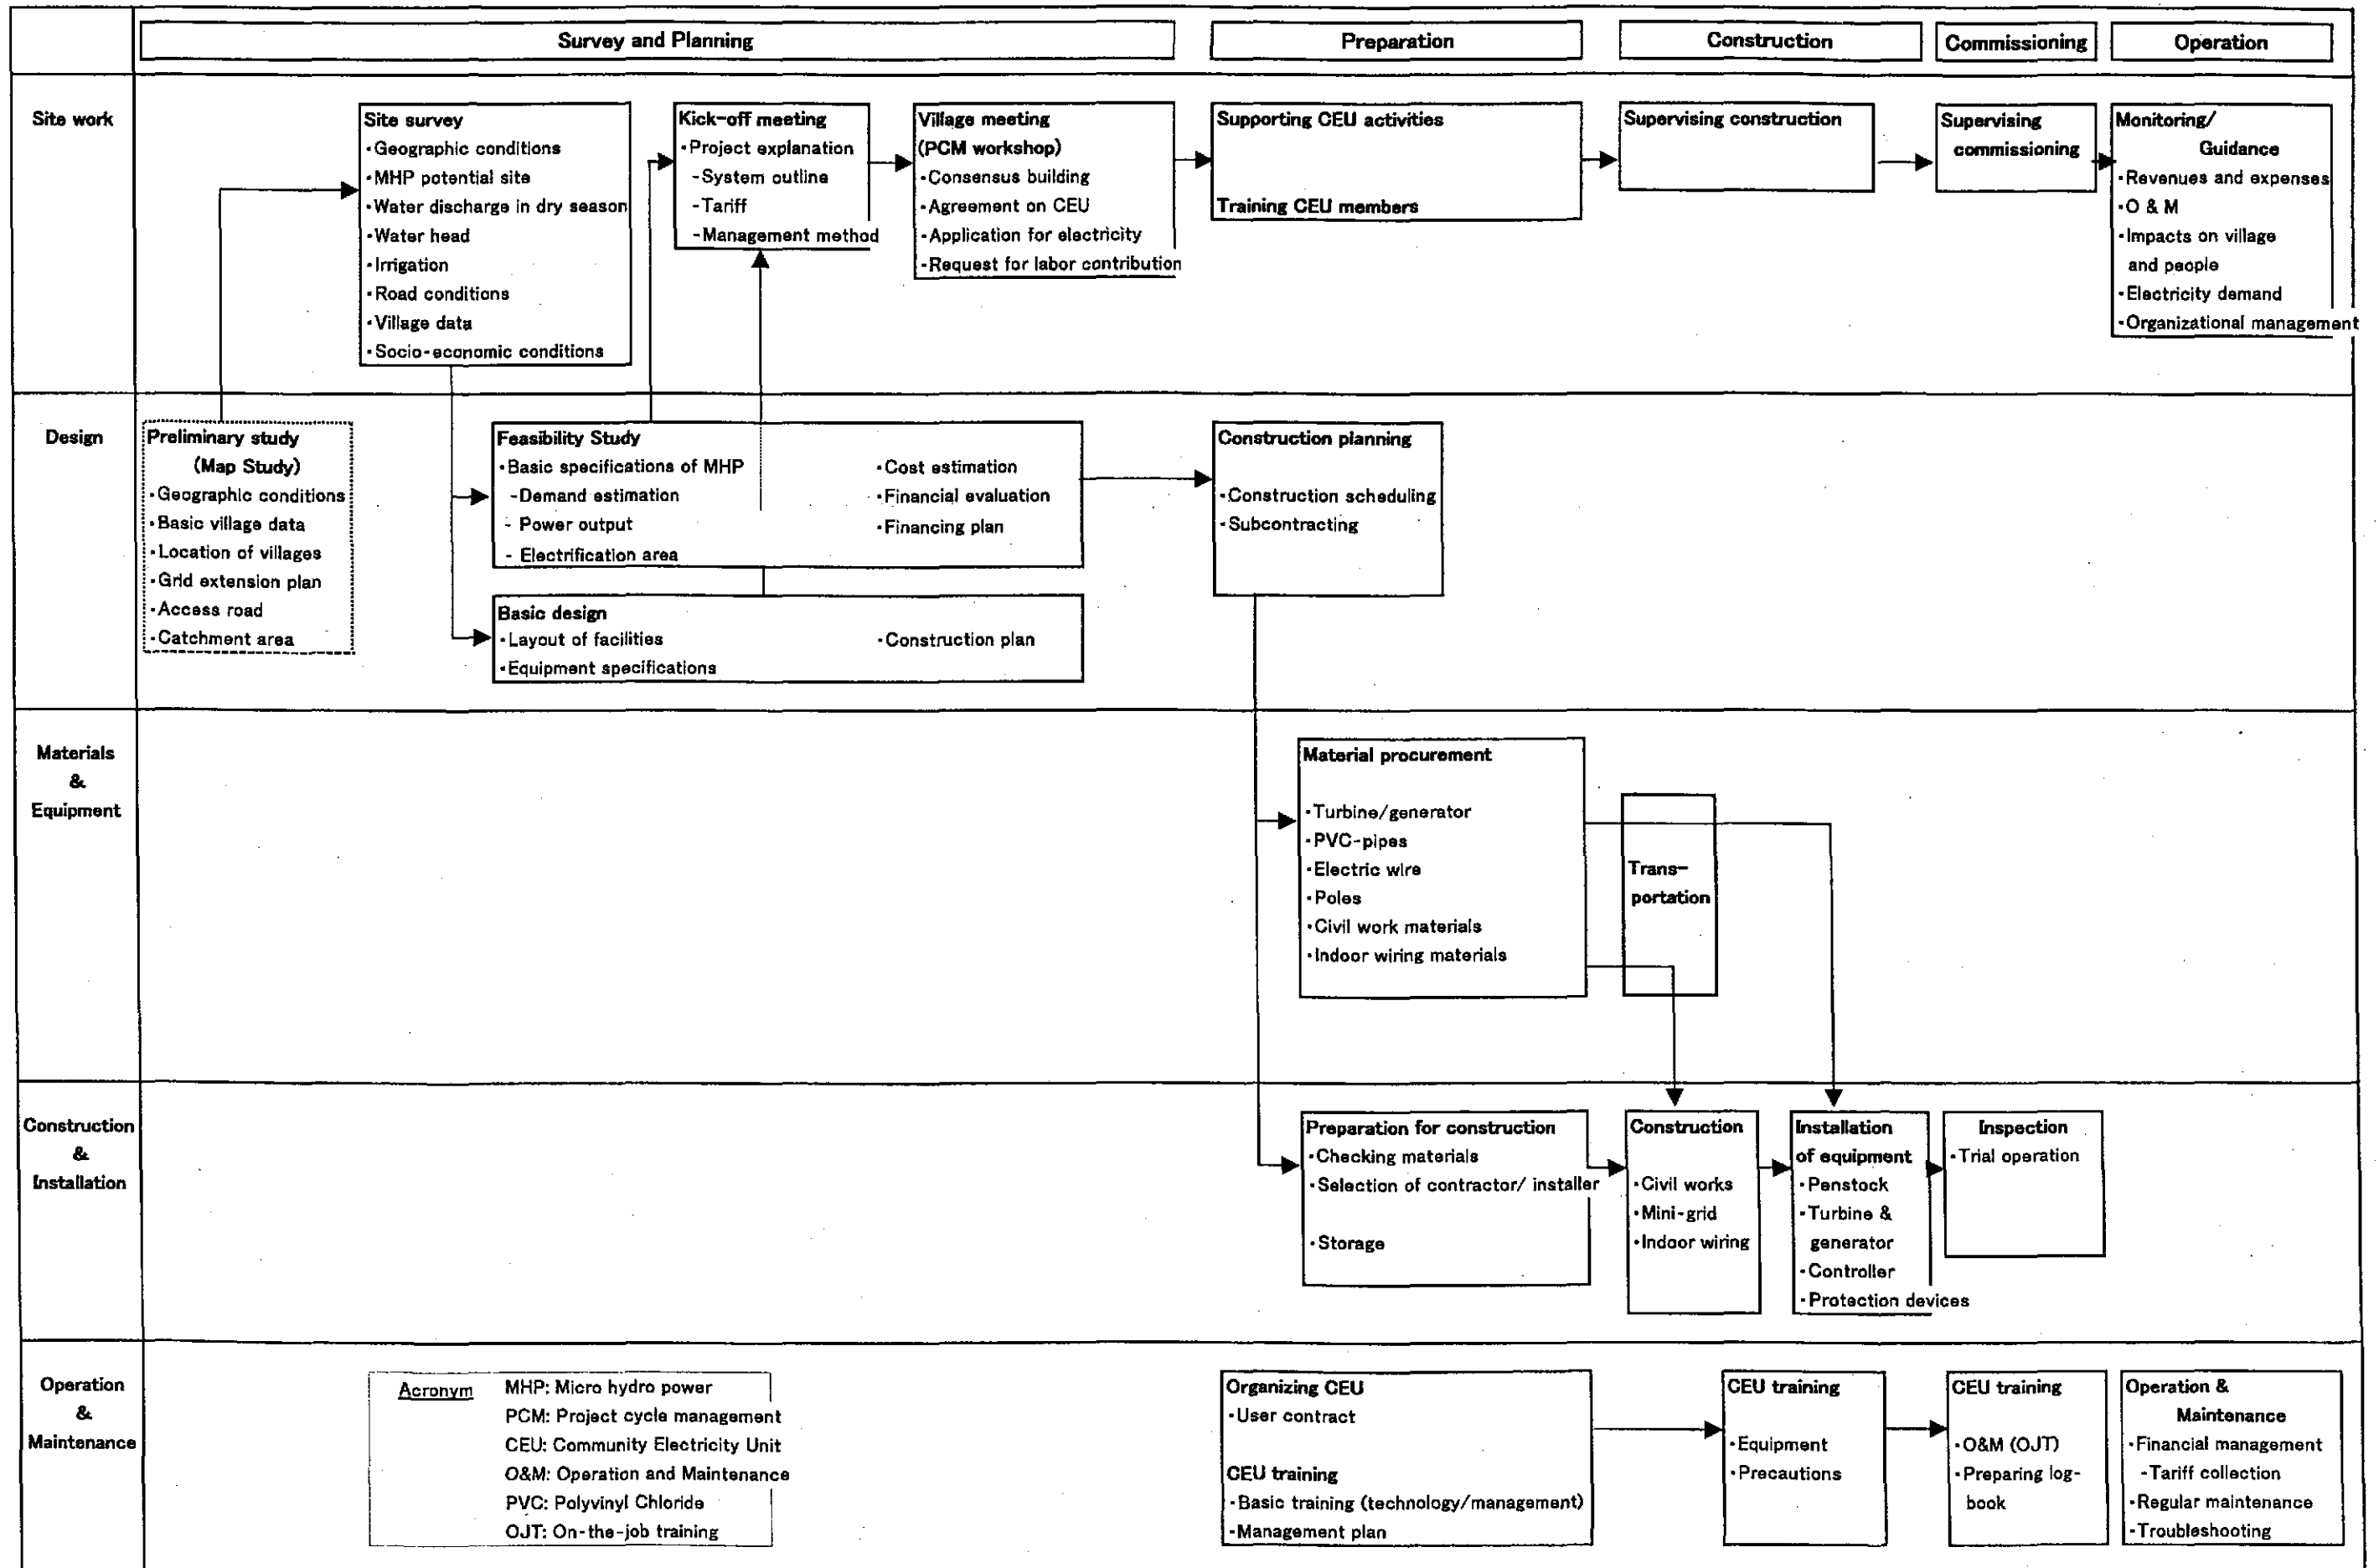 Survey and Planning
Preparation
Construction
Commissioning
Operation
Site work
Site survey
・Geographic conditions
・MHP potential site
・Water discharge in dry season
・Water head
・Irrigation
・Road conditions
・Village data
・Socio-economic conditions
Kick-off meeting
・Project explanation
-System outline
-Tariff
-Management method
Village meeting
(PCM workshop)
・Consensus building
・Agreement on CEU
・Application for electricity
・Request for labor contribution
Supporting CEU activities
Training CEU members
Supervising construction
Supervising
commissioning
Monitoring/
Guidance
・Revenues and expenses
・O & M
・Impacts on village
and people
・Electricity demand
・Organizational management
Design
Preliminary study
(Map Study)
・Geographic conditions
・Basic village data
・Location of villages
・Grid extension plan
・Access road
・Catchment area
Feasibility Study
・Basic specifications of MHP
-Demand estimation
- Power output
- Electrification area
・Cost estimation
・Financial evaluation
・Financing plan
Basic design
・Layout of facilities
・Equipment specifications
・Construction plan
Construction planning
・Construction scheduling
・Subcontracting
Materials
&
Equipment
Material procurement
・Turbine/generator
・PVC-pipes
・Electric wire
・Poles
・Civil work materials
・Indoor wiring materials
Trans-
portation
Construction
&
Installation
Preparation for construction
・Checking materials
・Selection of contractor/ installer
・Storage
Construction
・Civil works
・Mini-grid
・Indoor wiring
Installation
of equipment
・Penstock
・Turbine &
generator
・Controller
・Protection devices
Inspection
・Trial operation
Operation
&
Maintenance
Acronym
MHP: Micro hydro power
PCM: Project cycle management
CEU: Community Electricity Unit
O&M: Operation and Maintenance
PVC: Polyvinyl Chloride
OJT: On-the-job training
Organizing CEU
・User contract
CEU training
・Basic training (technology/management)
・Management plan
CEU training
・Equipment
・Precautions
CEU training
・O&M (OJT)
・Preparing log-
book
Operation &
Maintenance
・Financial management
-Tariff collection
・Regular maintenance
・Troubleshooting